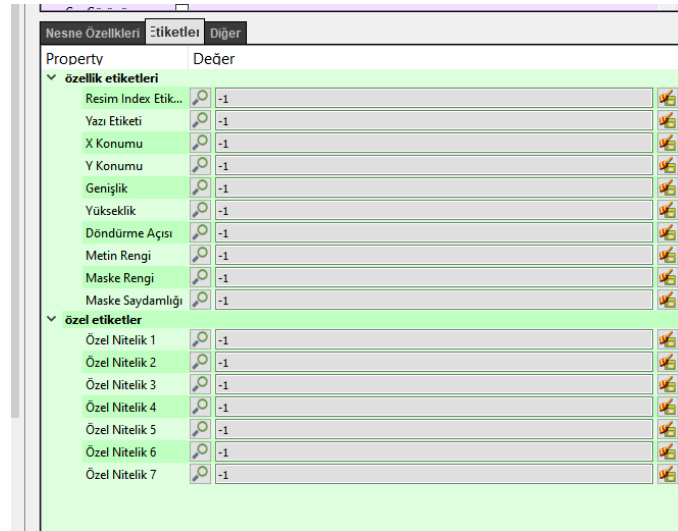 Nesne Özellikleri Etiketler Diğer
Property Değer
özellik etiketleri
Resim Index Etik... -1
Yazı Etiketi -1
X Konumu -1
Y Konumu -1
Genişlik -1
Yükseklik -1
Döndürme Açısı -1
Metin Rengi -1
Maske Rengi -1
Maske Saydamlığı -1
özel etiketler
Özel Nitelik 1 -1
Özel Nitelik 2 -1
Özel Nitelik 3 -1
Özel Nitelik 4 -1
Özel Nitelik 5 -1
Özel Nitelik 6 -1
Özel Nitelik 7 -1